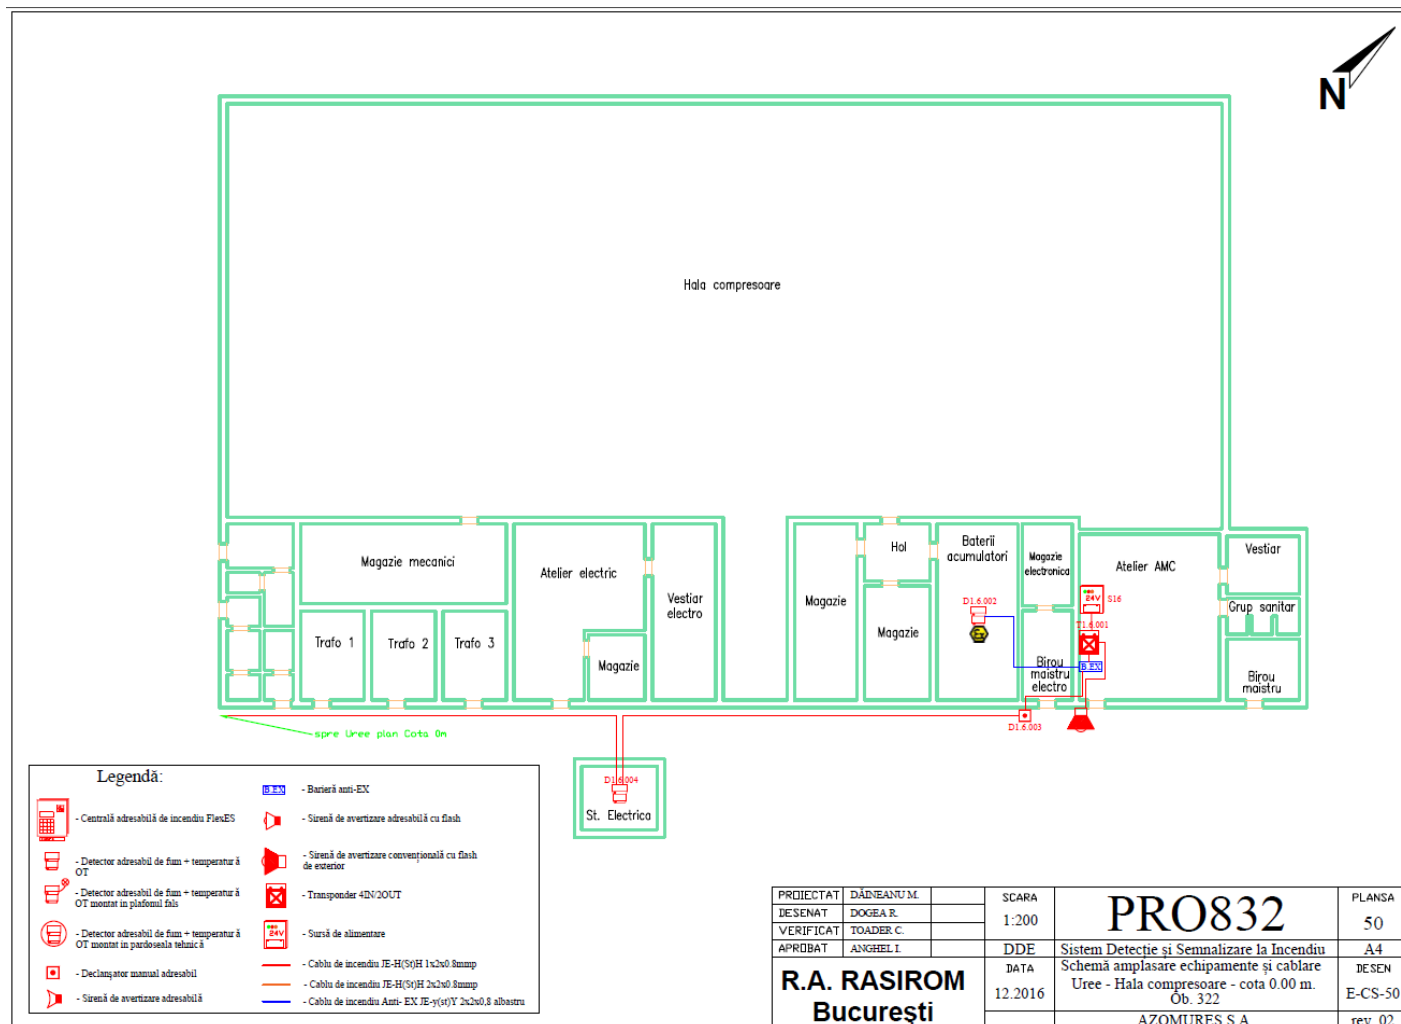 N
Hala compresoare
Magazie mecanici
Atelier electric
Vestiar
electro
Trafo 1
Trafo 2
Trafo 3
Magazie
Magazie
Hol
Magazie
Baterii
acumulatori
Magazie
electronica
Atelier AMC
Vestiar
Grup sanitar
Birou
maistru
Birou
maistru
electro
D1.6.002
Ex
24V
S16
T1.6.001
B.EX
D1.6.003
spre Uree plan Cota 0m
D1.6.004
St. Electrica
Legendă:
- Centrală adresabilă de incendiu FlexES
- Detector adresabil de fum + temperatură
OT
- Detector adresabil de fum + temperatură
OT montat in plafonul fals
- Detector adresabil de fum + temperatură
OT montat in pardoseala tehnică
- Declanşator manual adresabil
- Sirenă de avertizare adresabilă
B.EX
- Barieră anti-EX
- Sirenă de avertizare adresabilă cu flash
- Sirenă de avertizare convenţională cu flash
de exterior
- Transponder 4IN/2OUT
24V
- Sursă de alimentare
- Cablu de incendiu JE-H(St)H 1x2x0.8mmp
- Cablu de incendiu JE-H(St)H 2x2x0.8mmp
- Cablu de incendiu Anti- EX JE-y(st)Y 2x2x0,8 albastru
PROIECTAT DĂINEANU M.
DESENAT DOGEA R.
VERIFICAT TOADER C.
APROBAT ANGHEL I.
R.A. RASIROM
Bucureşti
SCARA
1:200
DDE
DATA
12.2016
PRO832
Sistem Detecţie şi Semnalizare la Incendiu
Schemă amplasare echipamente şi cablare
Uree - Hala compresoare - cota 0.00 m.
Ob. 322
AZOMURES S.A
PLANSA
50
A4
DESEN
E-CS-50
rev. 02